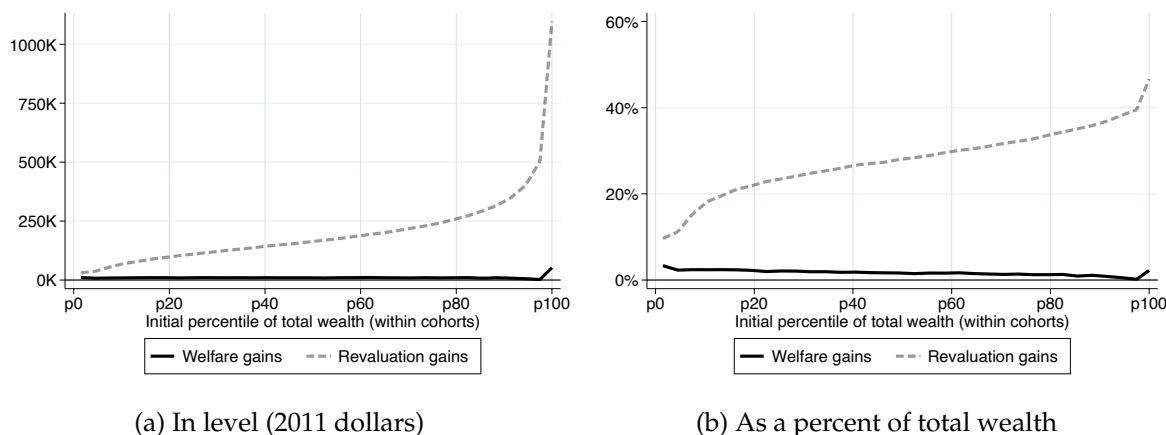 1000K
750K
500K
250K
0K
p0 p20 p40 p60 p80 p100
Initial percentile of total wealth (within cohorts)
Welfare gains Revaluation gains
(a) In level (2011 dollars)
60%
40%
20%
0%
p0 p20 p40 p60 p80 p100
Initial percentile of total wealth (within cohorts)
Welfare gains Revaluation gains
(b) As a percent of total wealth